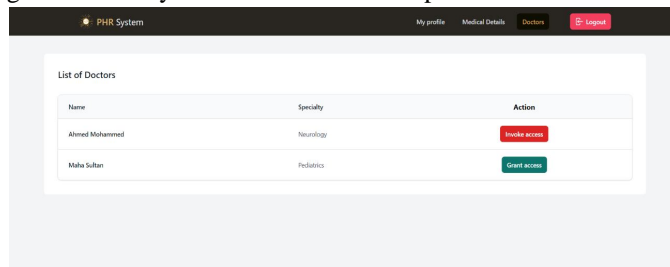 PHR System My profile Medical Details Doctors Logout
List of Doctors
Name Specialty Action
Ahmed Mohammed Neurology Invoke access
Maha Sultan Pediatrics Grant access